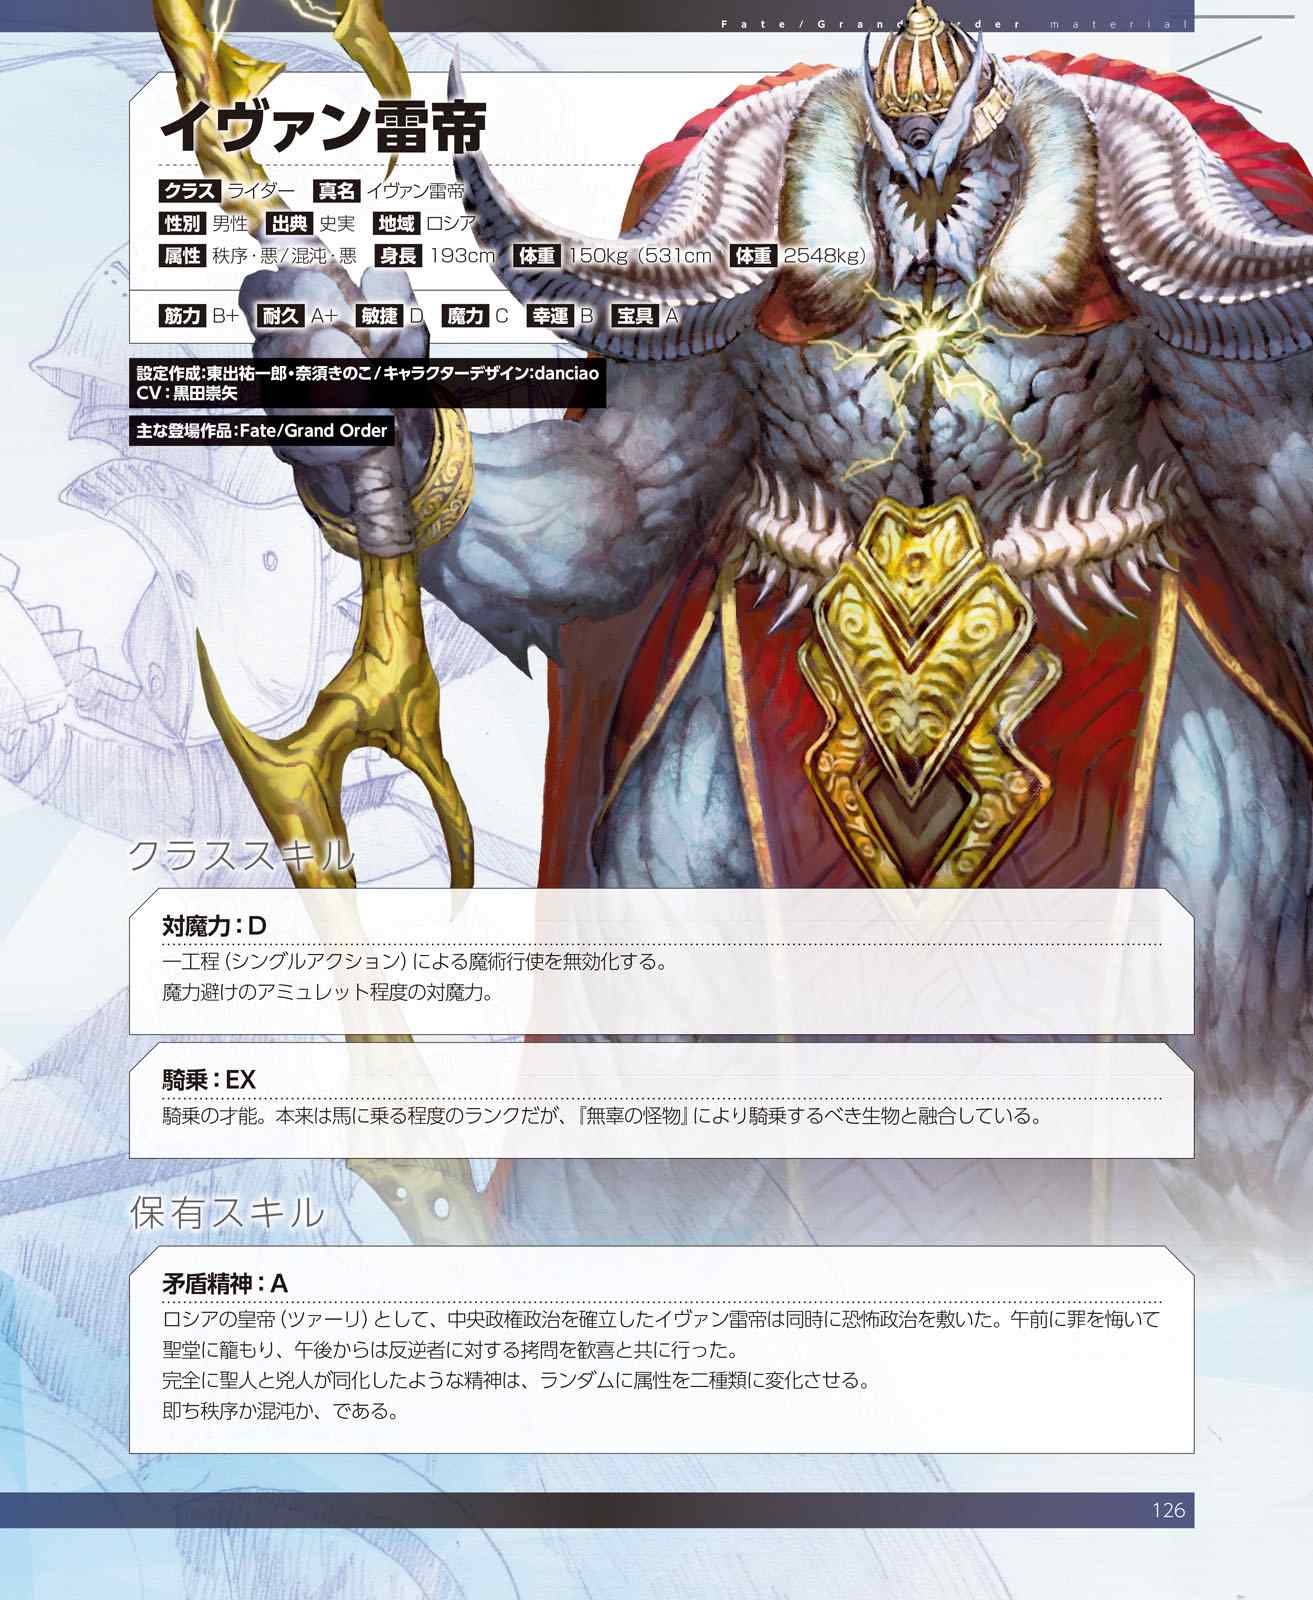 Fate/Grand Order material
イヴァン雷帝
クラス ライダー 真名 イヴァン雷帝
性別 男性 出典 史実 地域 ロシア
属性 秩序・悪/混沌・悪 身長 193cm 体重 150kg（531cm 体重 2548kg）
筋力 B+ 耐久 A+ 敏捷 D 魔力 C 幸運 B 宝具 A
設定作成：東出祐一郎・奈須きのこ/キャラクターデザイン：danciao
CV：黒田崇矢
主な登場作品：Fate/Grand Order
クラススキル
対魔力：D
一工程（シングルアクション）による魔術行使を無効化する。
魔力避けのアミュレット程度の対魔力。
騎乗：EX
騎乗の才能。本来は馬に乗る程度のランクだが、『無辜の怪物』により騎乗するべき生物と融合している。
保有スキル
矛盾精神：A
ロシアの皇帝（ツァーリ）として、中央政権政治を確立したイヴァン雷帝は同時に恐怖政治を敷いた。午前に罪を悔いて
聖堂に籠もり、午後からは反逆者に対する拷問を歓喜と共に行った。
完全に聖人と兇人が同化したような精神は、ランダムに属性を二種類に変化させる。
即ち秩序か混沌か、である。
126